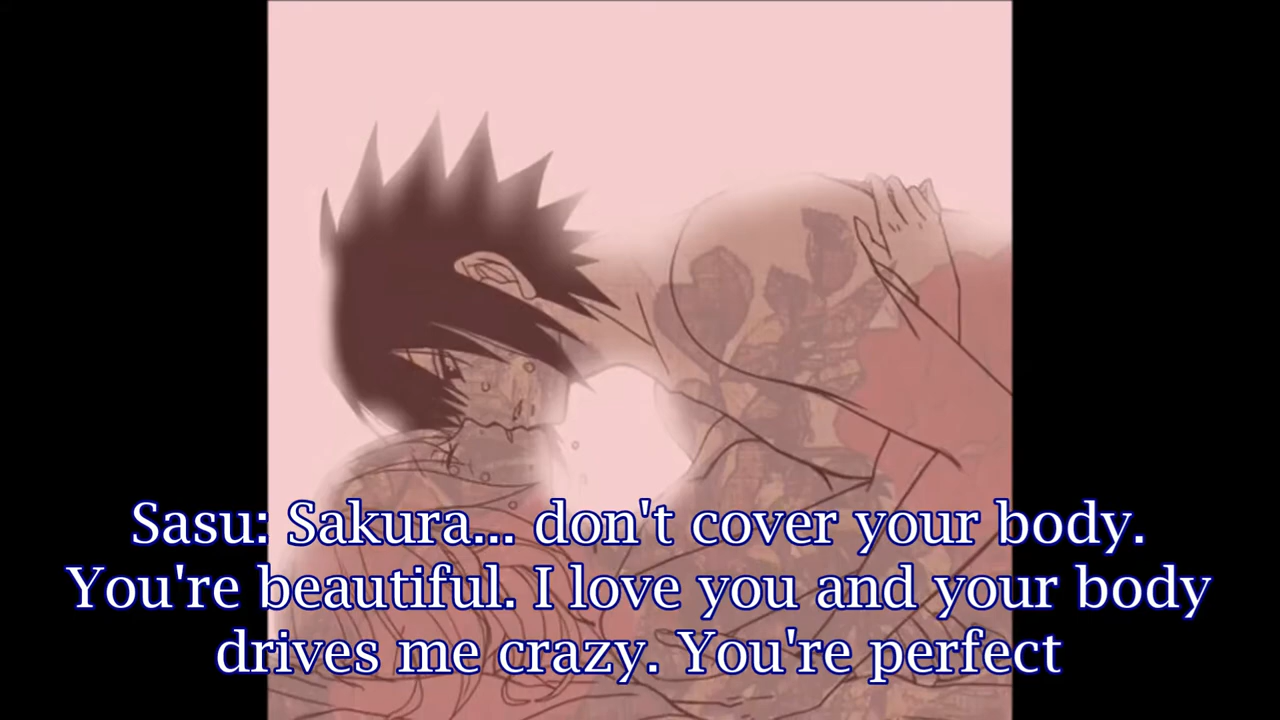 Sasu: Sakura... don't cover your body.
You're beautiful. I love you and your body
drives me crazy. You're perfect